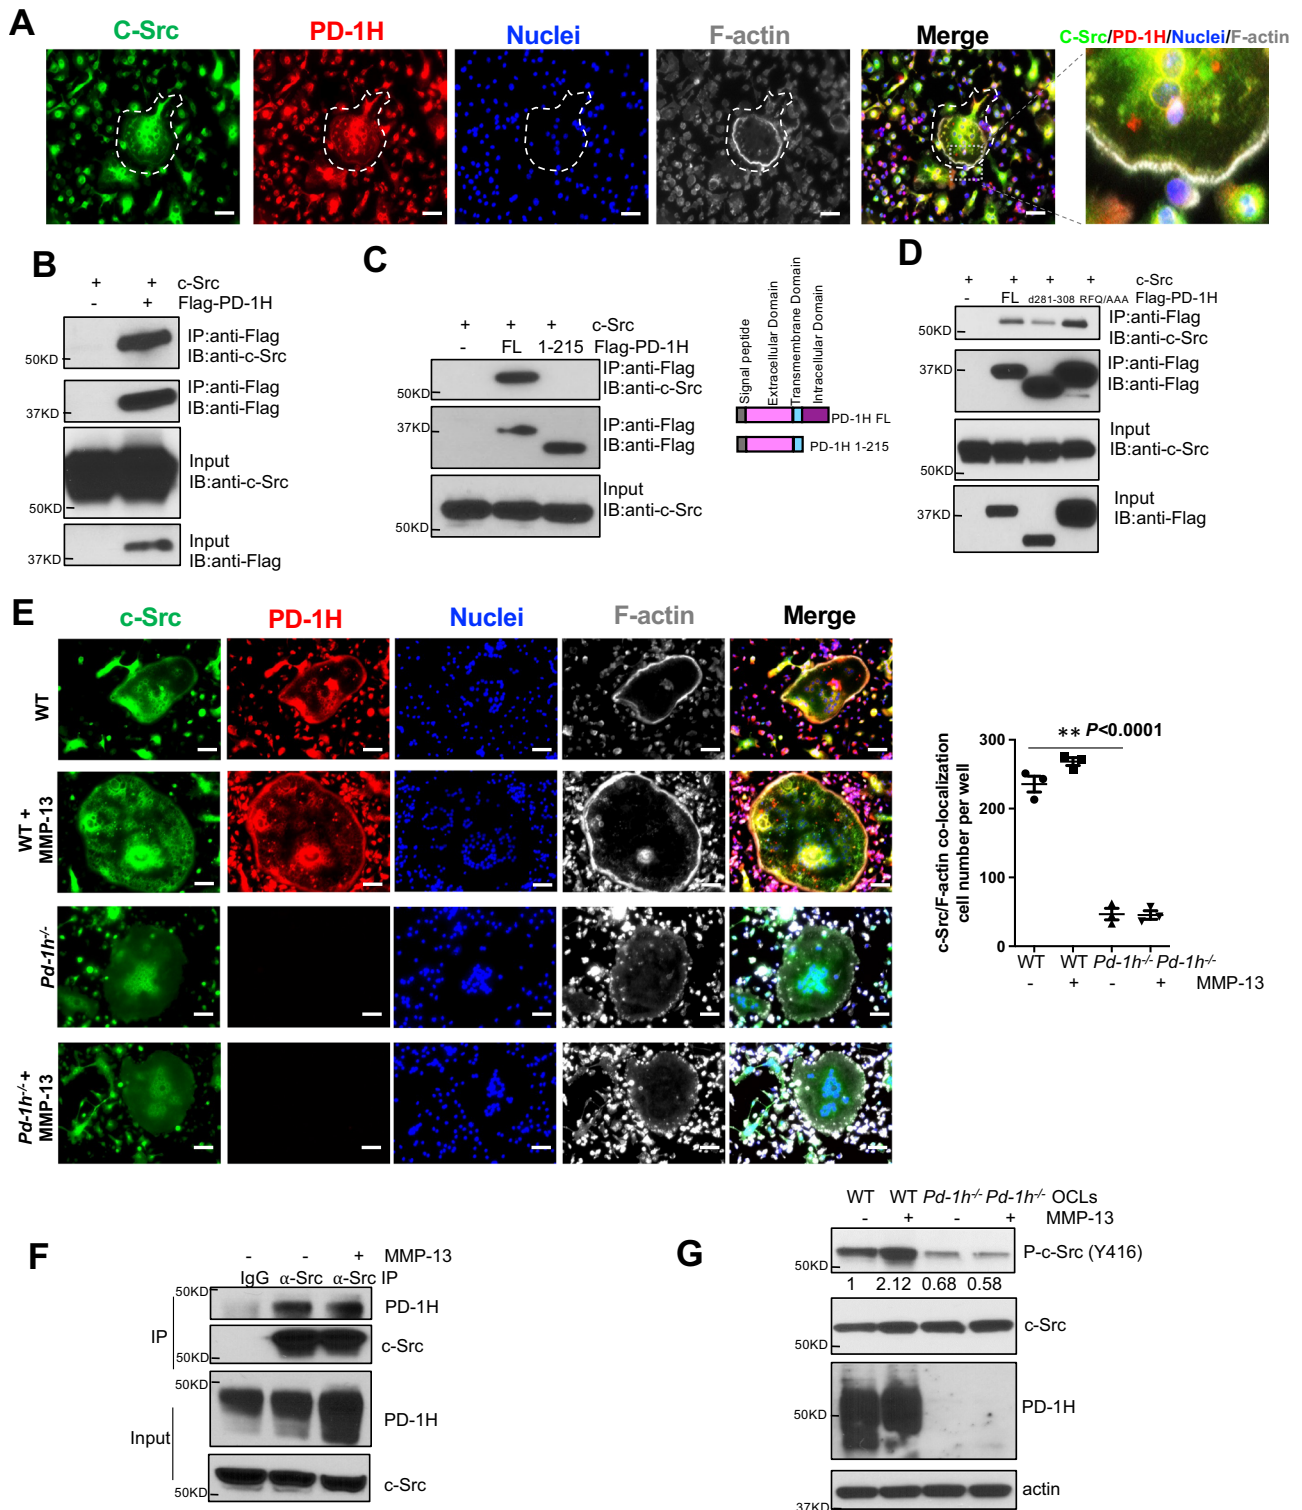 A
C-Src
PD-1H
Nuclei
F-actin
Merge
C-Src/PD-1H/Nuclei/F-actin
B
+ + c-Src
- + Flag-PD-1H
50KD
IP:anti-Flag
IB:anti-c-Src
37KD
IP:anti-Flag
IB:anti-Flag
50KD
Input
IB:anti-c-Src
37KD
Input
IB:anti-Flag
C
+ + + c-Src
- FL 1-215 Flag-PD-1H
50KD
IP:anti-Flag
IB:anti-c-Src
37KD
IP:anti-Flag
IB:anti-Flag
50KD
Input
IB:anti-c-Src
Signal peptide
Extracellular Domain
Transmembrane Domain
Intracellular Domain
PD-1H FL
PD-1H 1-215
D
+ + + + c-Src
- FL d281-308 RFQ/AAA Flag-PD-1H
50KD
IP:anti-Flag
IB:anti-c-Src
37KD
IP:anti-Flag
IB:anti-Flag
50KD
Input
IB:anti-c-Src
37KD
Input
IB:anti-Flag
E
c-Src
PD-1H
Nuclei
F-actin
Merge
WT
WT +
MMP-13
Pd-1h-/-
Pd-1h-/- +
MMP-13
c-Src/F-actin co-localization
cell number per well
** P<0.0001
300
200
100
0
WT WT Pd-1h-/- Pd-1h-/-
- + - + MMP-13
F
- - + MMP-13
IgG α-Src α-Src IP
50KD
PD-1H
IP
50KD
c-Src
50KD
PD-1H
Input
50KD
c-Src
G
WT WT Pd-1h-/- Pd-1h-/- OCLs
- + - + MMP-13
50KD
P-c-Src (Y416)
1 2.12 0.68 0.58
50KD
c-Src
50KD
PD-1H
37KD
actin